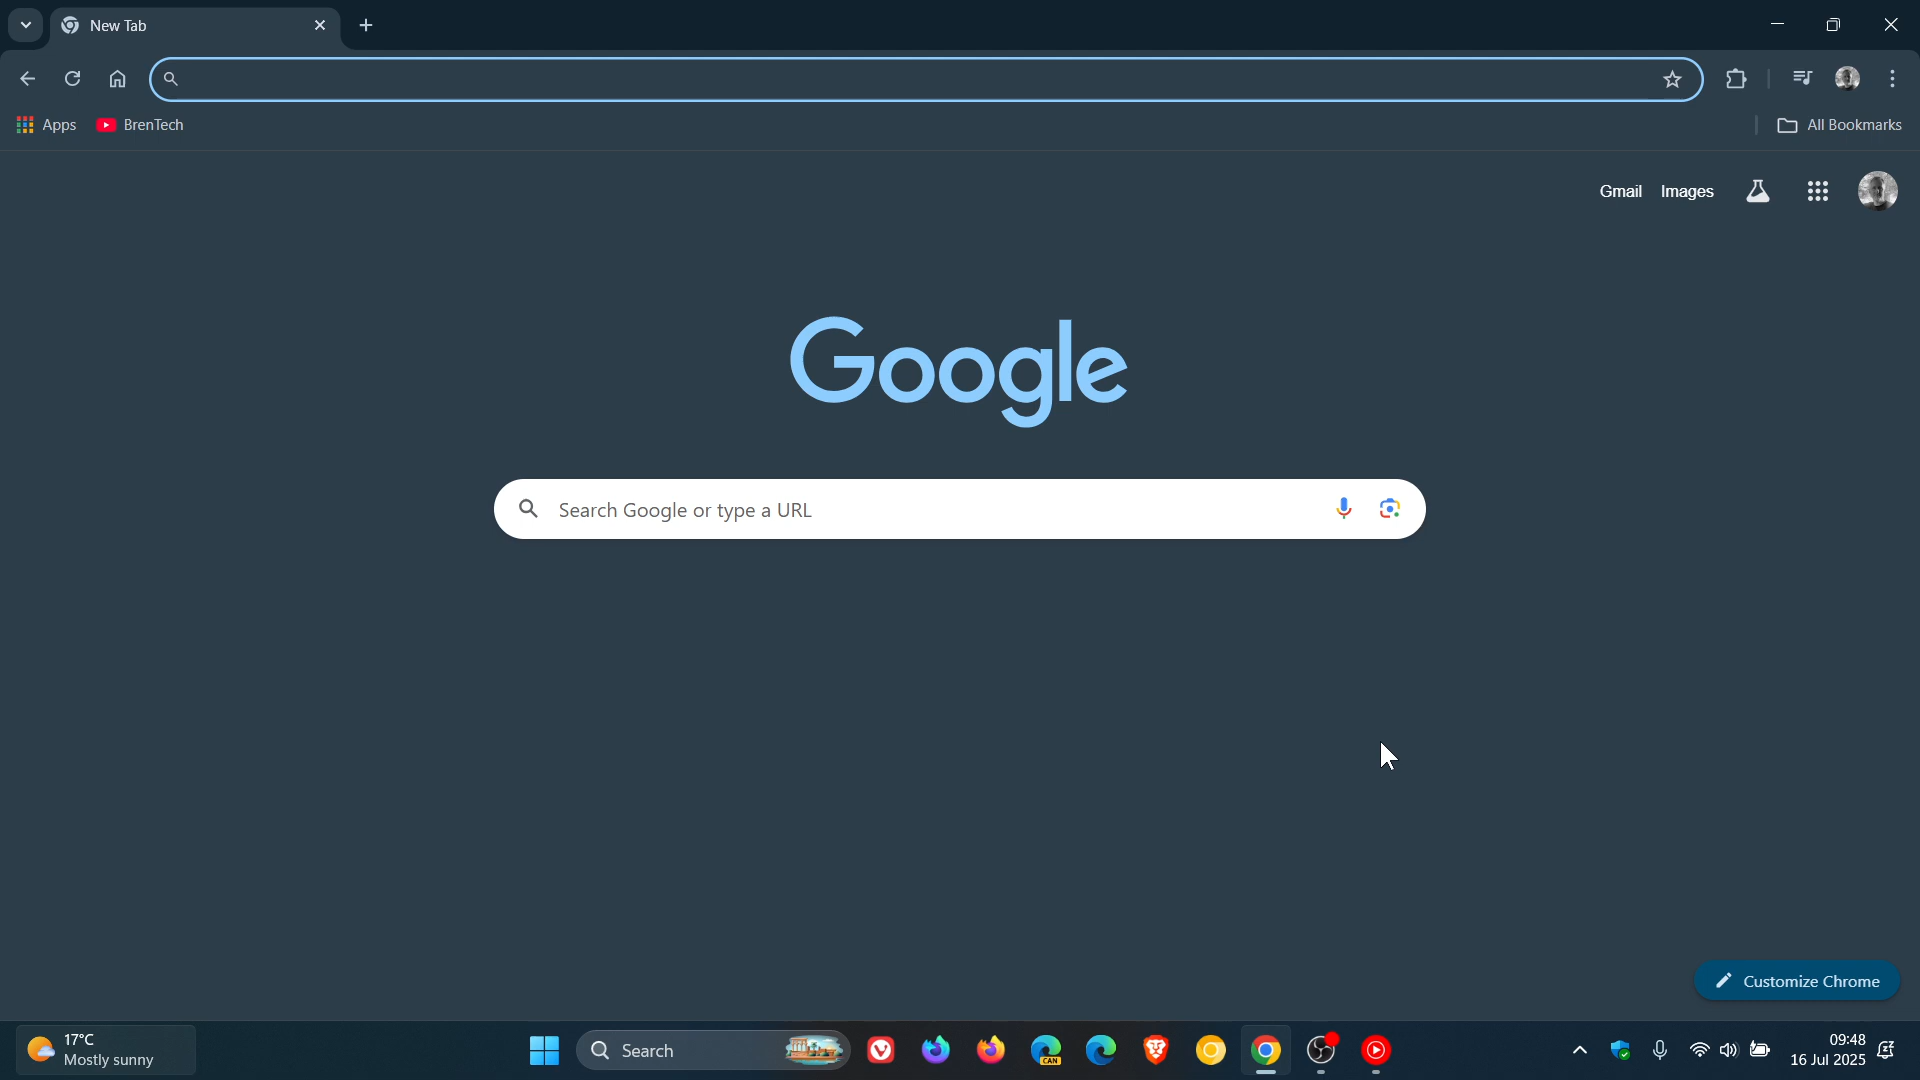 New Tab
Apps
BrenTech
All Bookmarks
Gmail
Images
Google
Search Google or type a URL
Customize Chrome
17°C
Mostly sunny
Search
CAN
09:48
16 Jul 2025